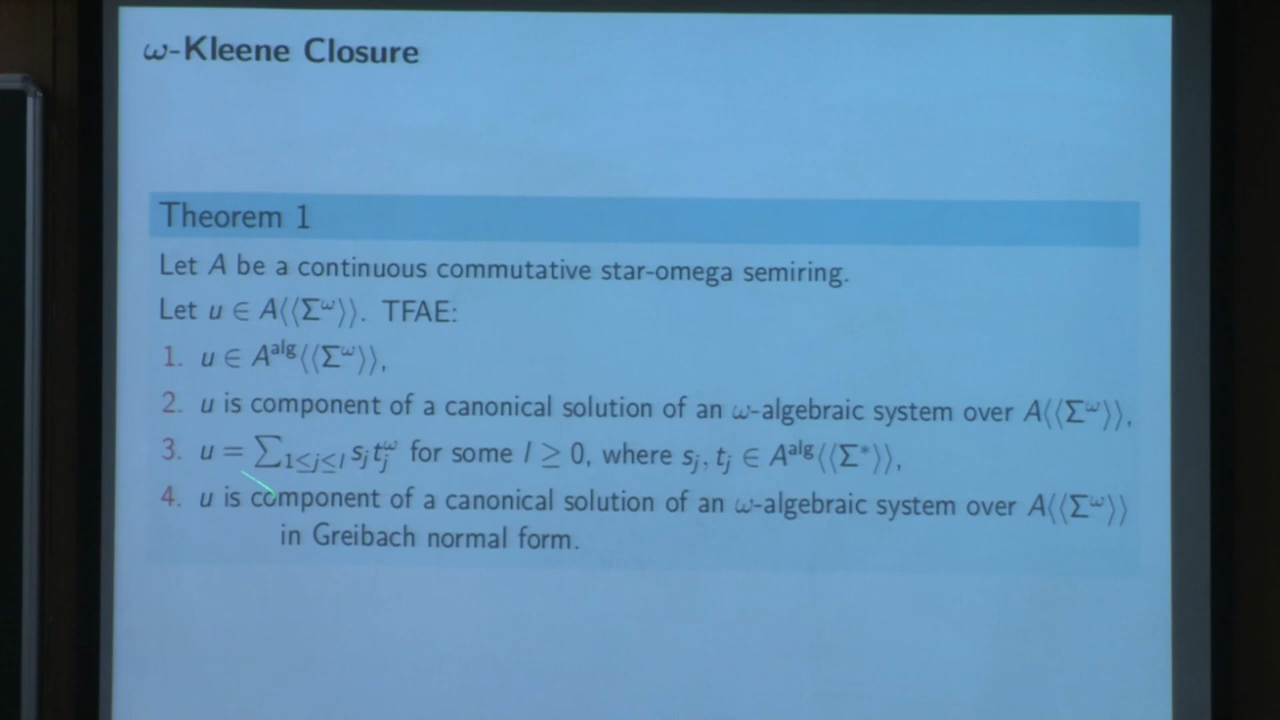 ω-Kleene Closure
Theorem 1
Let A be a continuous commutative star-omega semiring.
Let u ∈ A⟨⟨Σ^ω⟩⟩. TFAE:
1. u ∈ A^alg⟨⟨Σ^ω⟩⟩,
2. u is component of a canonical solution of an ω-algebraic system over A⟨⟨Σ^ω⟩⟩,
3. u = ∑_{1≤j≤l} s_j t_j^ω for some l ≥ 0, where s_j, t_j ∈ A^alg⟨⟨Σ*⟩⟩,
4. u is component of a canonical solution of an ω-algebraic system over A⟨⟨Σ^ω⟩⟩
in Greibach normal form.